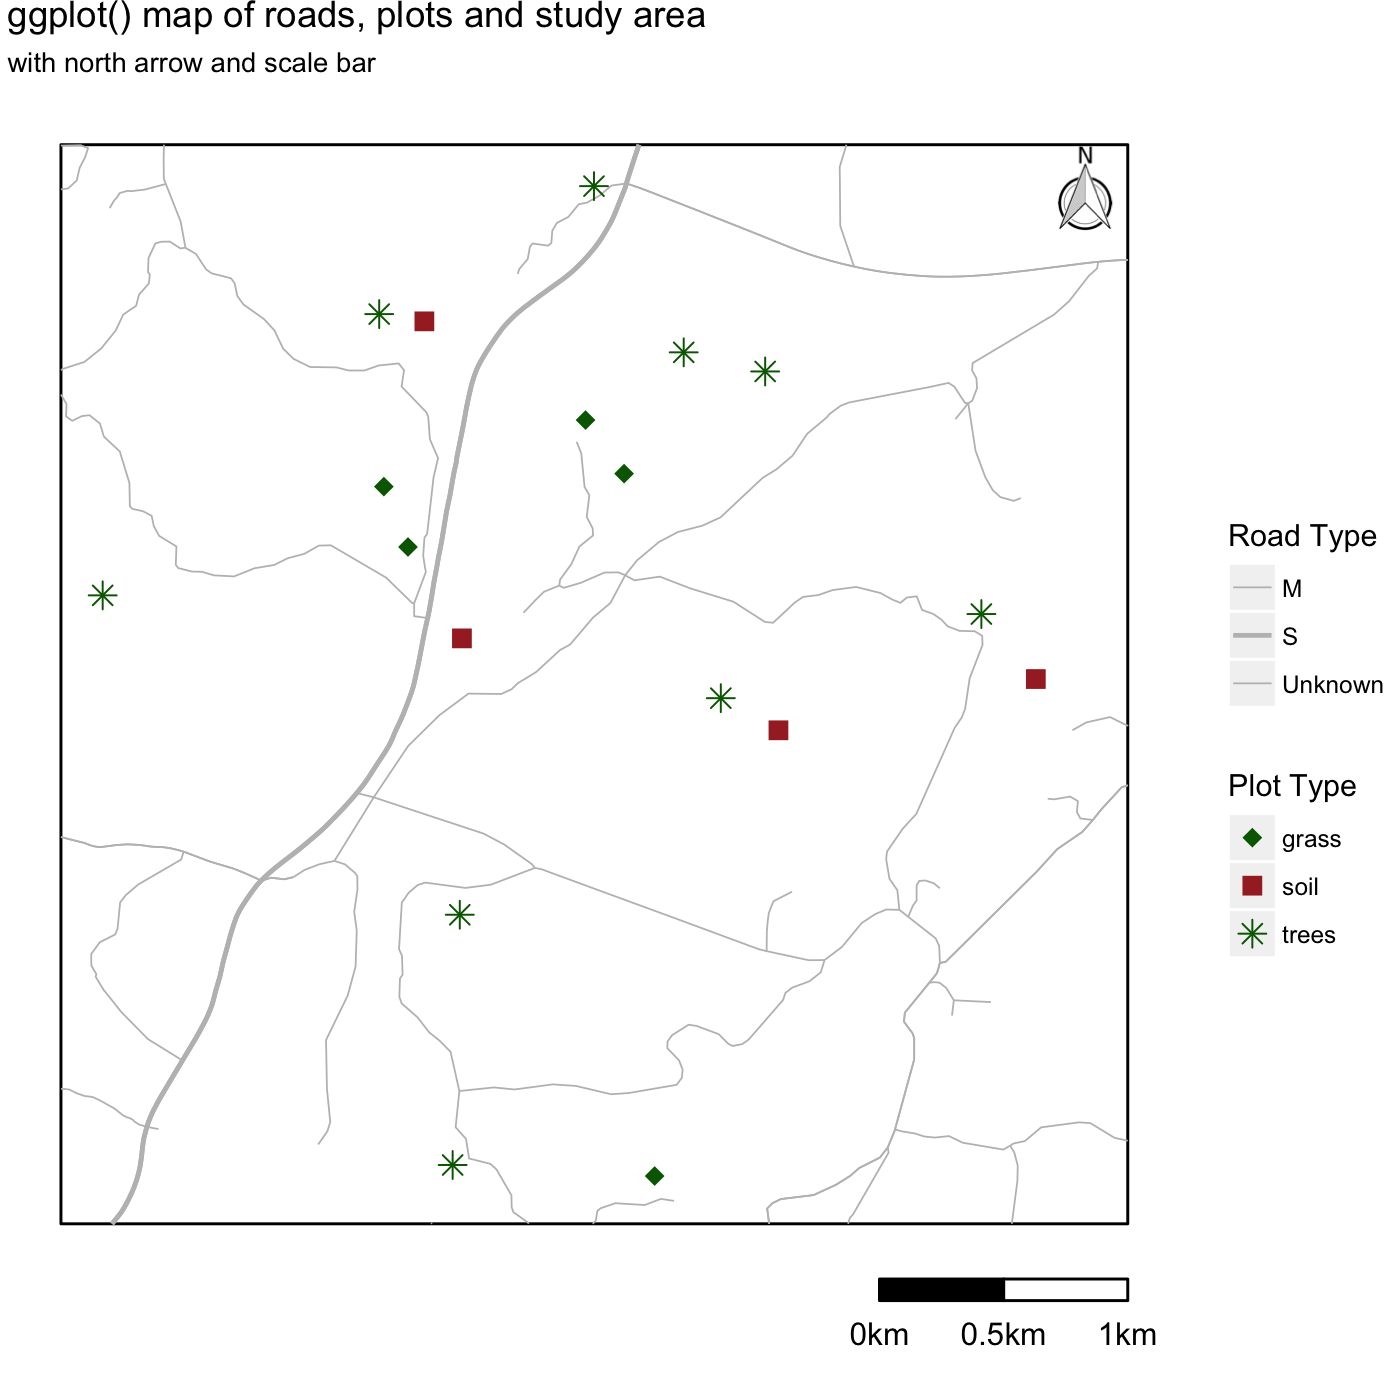 ggplot() map of roads, plots and study area
with north arrow and scale bar
N
Road Type
M
S
Unknown
Plot Type
grass
soil
trees
0km 0.5km 1km